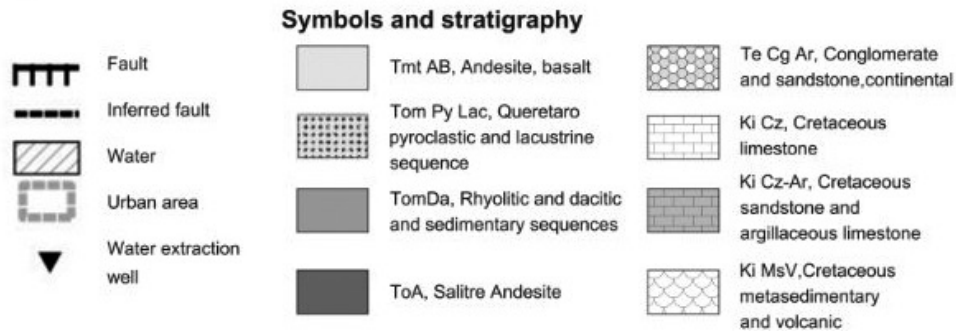 Symbols and stratigraphy
Fault
Inferred fault
Water
Urban area
Water extraction
well
Tmt AB, Andesite, basalt
Tom Py Lac, Queretaro
pyroclastic and lacustrine
sequence
TomDa, Rhyolitic and dacitic
and sedimentary sequences
ToA, Salitre Andesite
Te Cg Ar, Conglomerate
and sandstone,continental
Ki Cz, Cretaceous
limestone
Ki Cz-Ar, Cretaceous
sandstone and
argillaceous limestone
Ki MsV,Cretaceous
metasedimentary
and volcanic